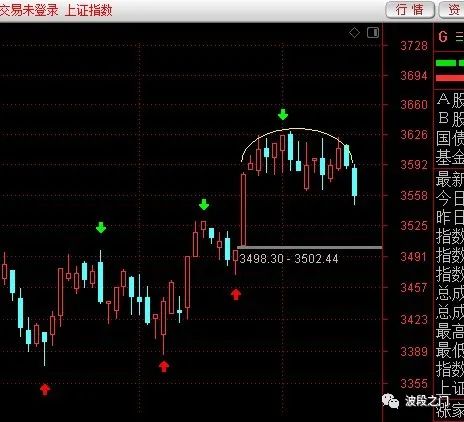 交易未登录 上证指数
行 情
资
3728
3694
3660
3626
3592
3558
3525
3491
3457
3423
3389
3355
3498.30 - 3502.44
G
A股
B股
国债
基金
最新
今日
昨日
指数
指数
指数
总成
总成
最高
最低
指数
上证
涨家
波段之门